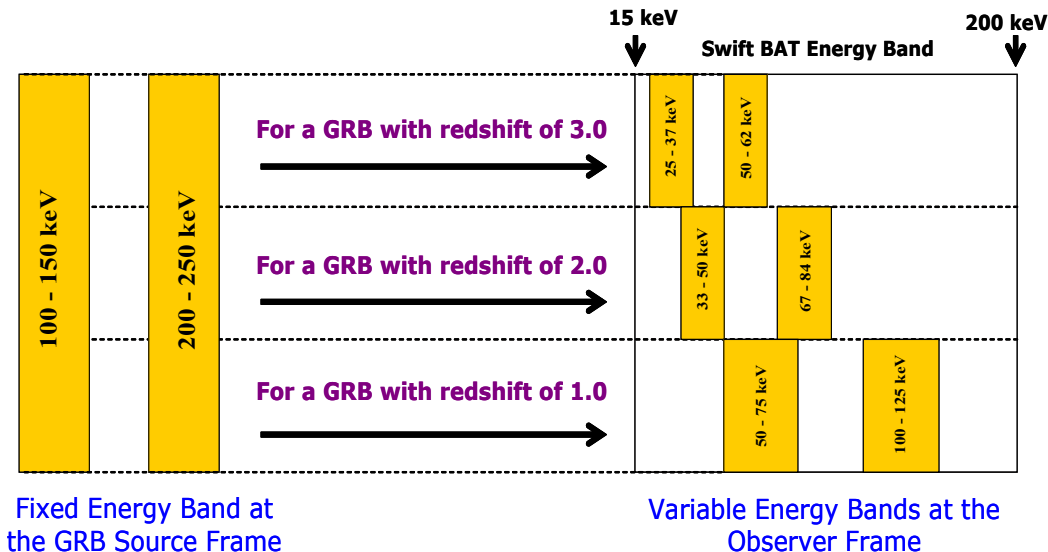 15 keV
200 keV
Swift BAT Energy Band
100 - 150 keV
200 - 250 keV
For a GRB with redshift of 3.0
25 - 37 keV
50 - 62 keV
For a GRB with redshift of 2.0
33 - 50 keV
67 - 84 keV
For a GRB with redshift of 1.0
50 - 75 keV
100 - 125 keV
Fixed Energy Band at
the GRB Source Frame
Variable Energy Bands at the
Observer Frame